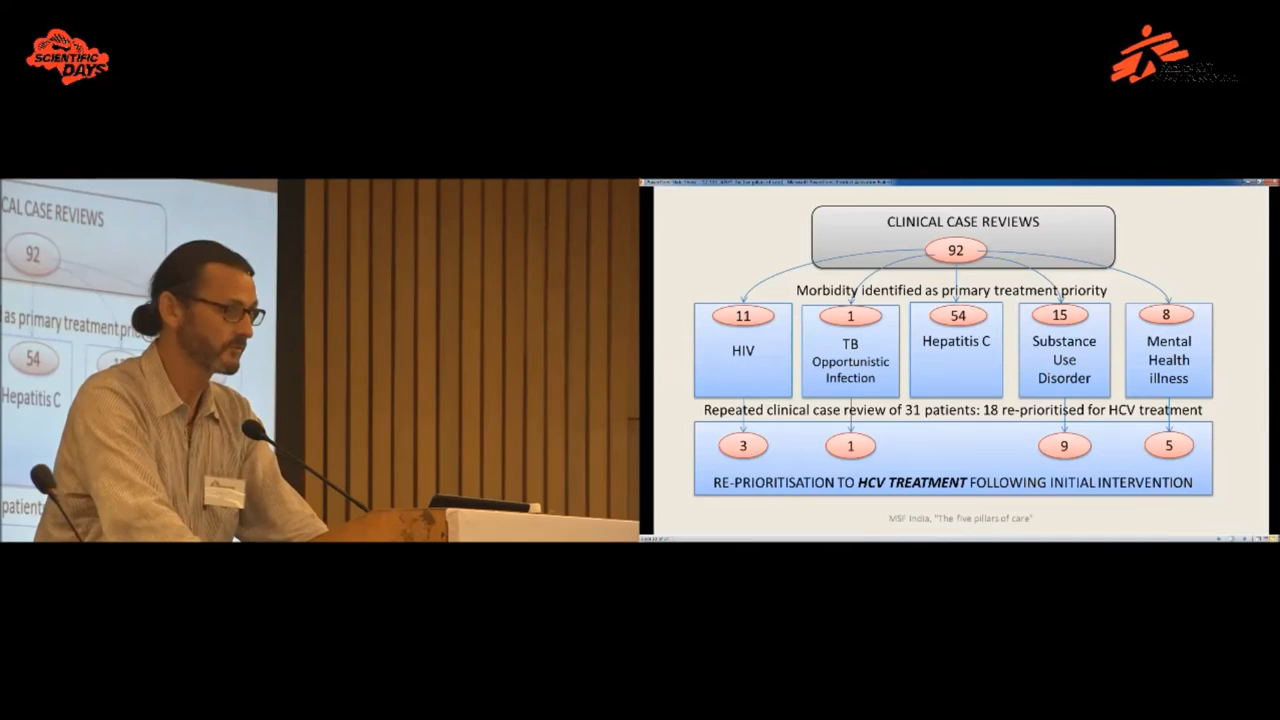 SCIENTIFIC
DAYS
CAL CASE REVIEWS
92
as primary treatment
54
Hepatitis C
patients
CLINICAL CASE REVIEWS
92
Morbidity identified as primary treatment priority
11
HIV
1
TB
Opportunistic
Infection
54
Hepatitis C
15
Substance
Use
Disorder
8
Mental
Health
illness
Repeated clinical case review of 31 patients: 18 re-prioritised for HCV treatment
3
1
9
5
RE-PRIORITISATION TO HCV TREATMENT FOLLOWING INITIAL INTERVENTION
MSF India, "The five pillars of care"